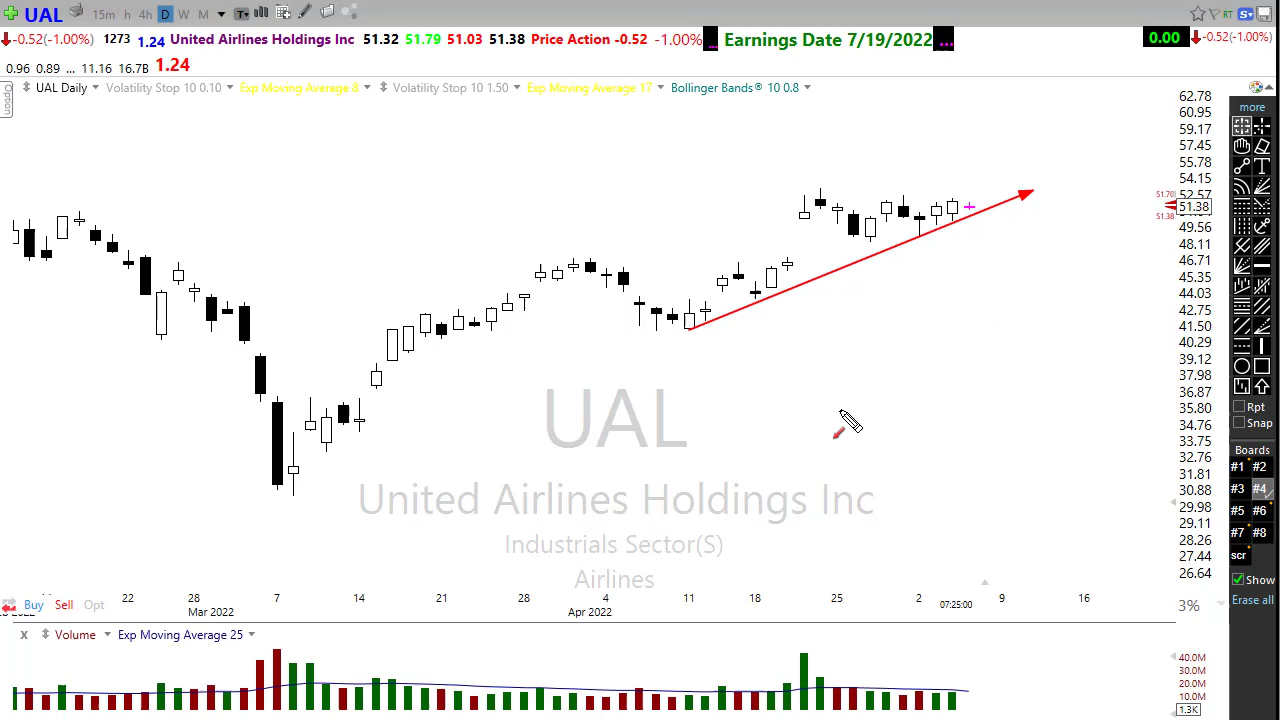 UAL 15m h 4h D W M T RT S
-0.52(-1.00%) 1273 1.24 United Airlines Holdings Inc 51.32 51.79 51.03 51.38 Price Action -0.52 -1.00% ... Earnings Date 7/19/2022 ... 0.00 -0.52(-1.00%)
0.96 0.89 ... 11.16 16.7B 1.24
Option
UAL Daily Volatility Stop 10 0.10 Exp Moving Average 8 Volatility Stop 10 1.50 Exp Moving Average 17 Bollinger Bands® 10 0.8
62.78
60.95
59.17
57.45
55.78
54.15
52.57
51.70
51.38
51.38
49.56
48.11
46.71
45.35
44.03
42.75
41.50
40.29
39.12
37.98
36.87
35.80
34.76
33.75
32.76
31.81
30.88
29.98
29.11
28.26
27.44
26.64
more
T
Rpt
Snap
Boards
#1 #2
#3 #4
#5 #6
#7 #8
scr
Show
Erase all
UAL
United Airlines Holdings Inc
Industrials Sector(S)
Airlines
22 28 7 14 21 28 4 11 18 25 2 07:25:00 9 16
Mar 2022 Apr 2022
Buy Sell Opt
3%
X Volume Exp Moving Average 25
40.0M
30.0M
20.0M
10.0M
1.3K